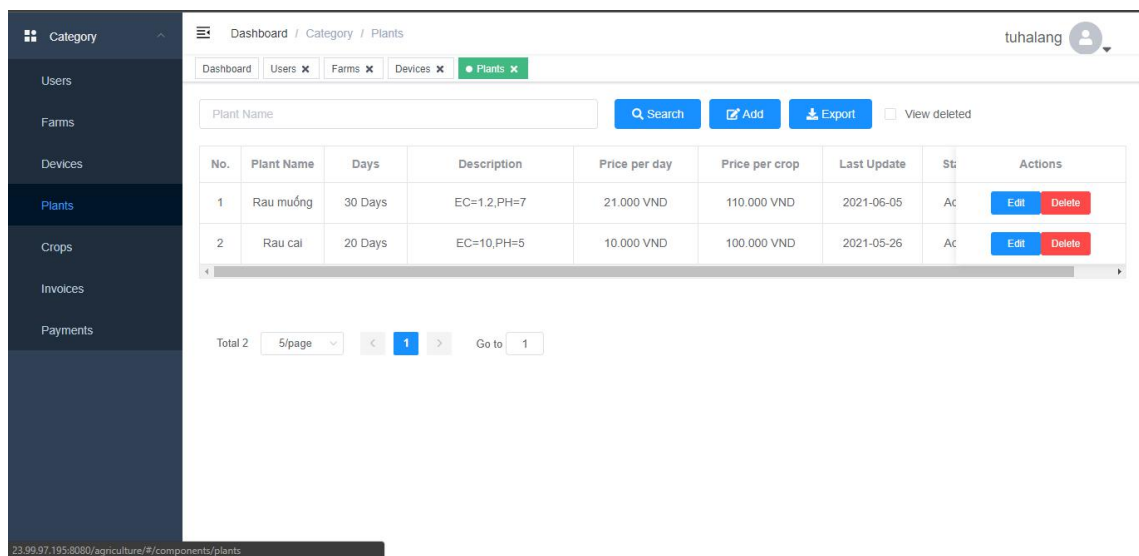 Category
Dashboard / Category / Plants
tuhalang
Dashboard Users Farms Devices Plants
Users
Farms
Devices
Plants
Crops
Invoices
Payments
Plant Name Search Add Export View deleted
No. Plant Name Days Description Price per day Price per crop Last Update Sta Actions
1 Rau muống 30 Days EC=1.2,PH=7 21.000 VND 110.000 VND 2021-06-05 Ac Edit Delete
2 Rau cai 20 Days EC=10,PH=5 10.000 VND 100.000 VND 2021-05-26 Ac Edit Delete
Total 2 5/page 1 Go to 1
23.99.97.195:8080/agriculture/#/components/plants